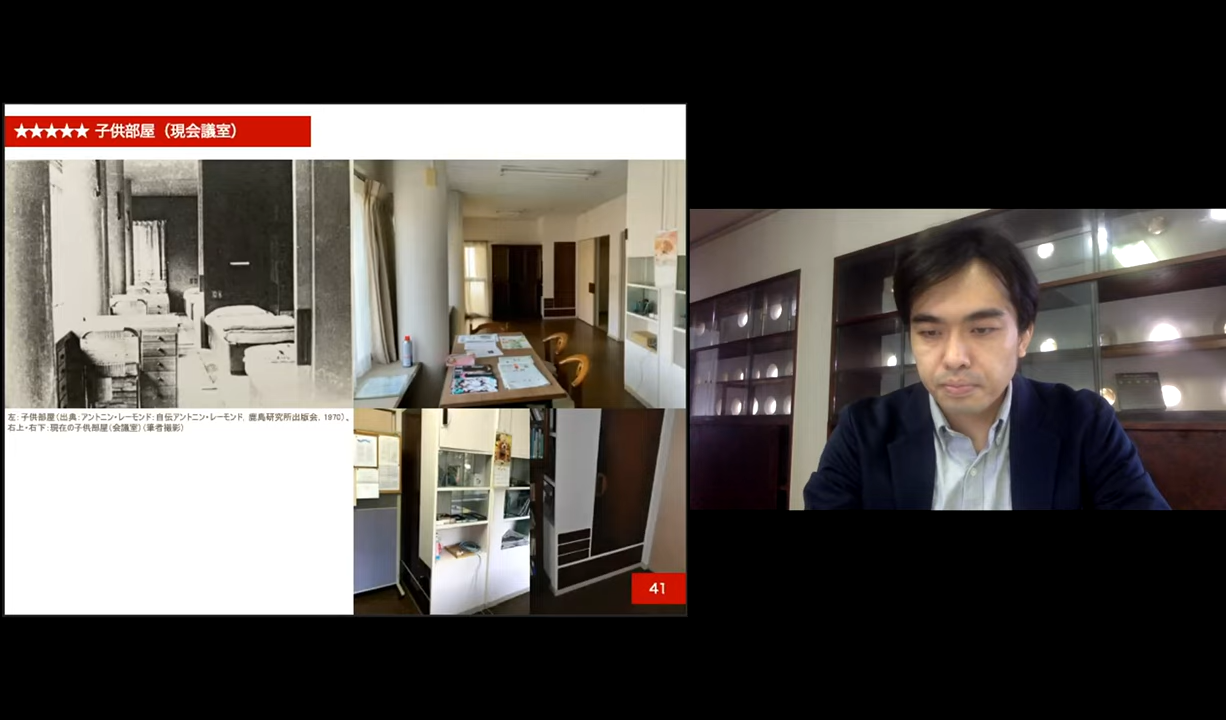 ★★★★★ 子供部屋（現会議室）
左：子供部屋（出典：アントニン・レーモンド：自伝アントニン・レーモンド, 鹿島研究所出版会, 1970）。
右上・右下：現在の子供部屋（会議室）（筆者撮影）
41